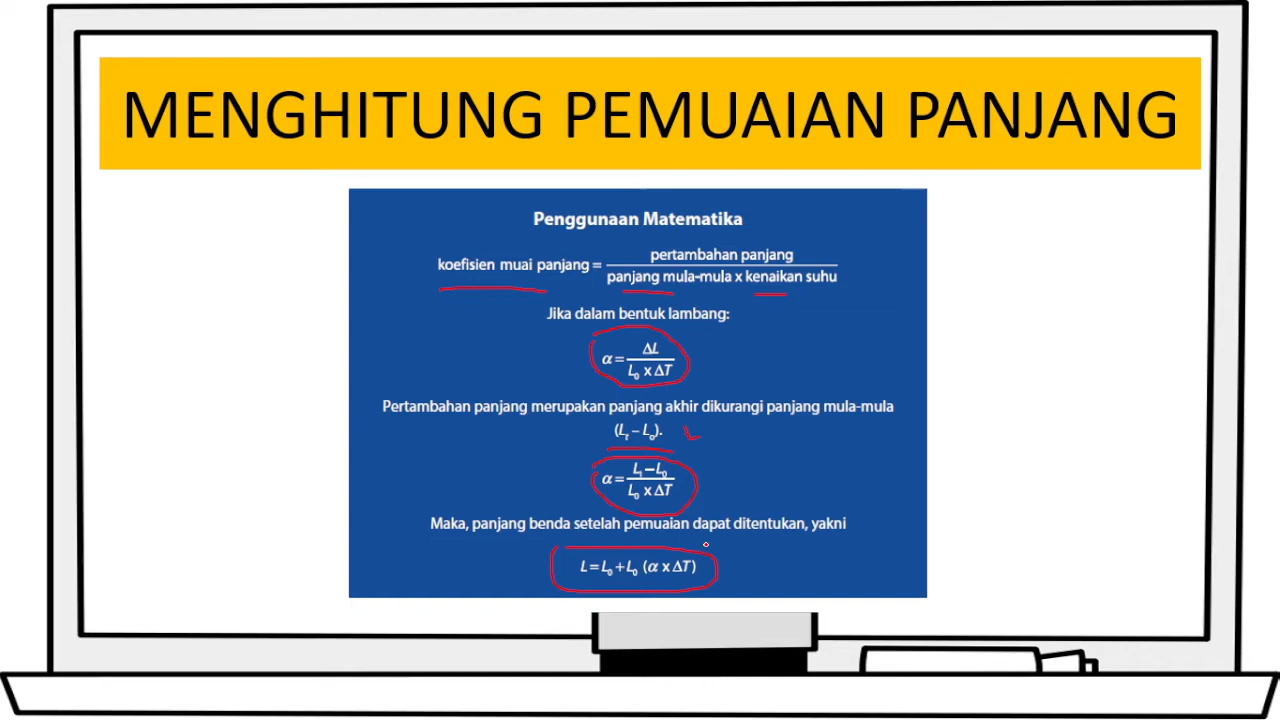 MENGHITUNG PEMUAIAN PANJANG
Penggunaan Matematika
koefisien muai panjang = pertambahan panjang / panjang mula-mula x kenaikan suhu
Jika dalam bentuk lambang:
α = ΔL / L₀ x ΔT
Pertambahan panjang merupakan panjang akhir dikurangi panjang mula-mula
(Lₜ – Lₒ).
α = L₁–L₀ / L₀ x ΔT
Maka, panjang benda setelah pemuaian dapat ditentukan, yakni
L = L₀ + L₀ (α x ΔT)